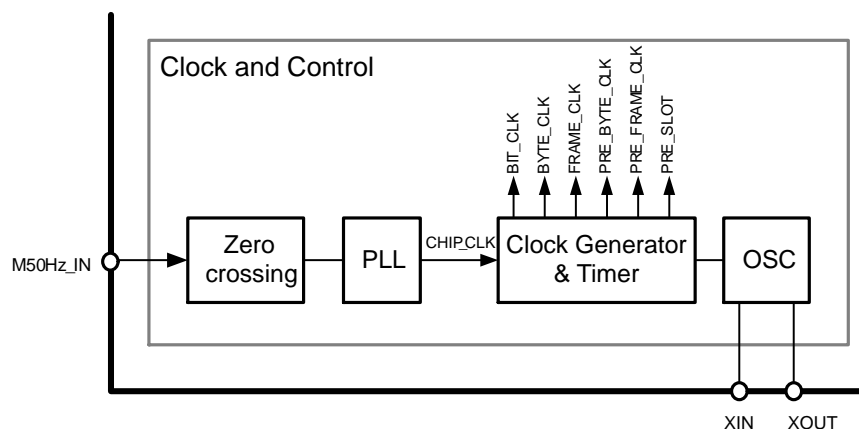 Clock and Control
BIT_CLK
BYTE_CLK
FRAME_CLK
PRE_BYTE_CLK
PRE_FRAME_CLK
PRE_SLOT
M50Hz_IN
Zero
crossing
PLL
CHIP_CLK
Clock Generator
& Timer
OSC
XIN
XOUT